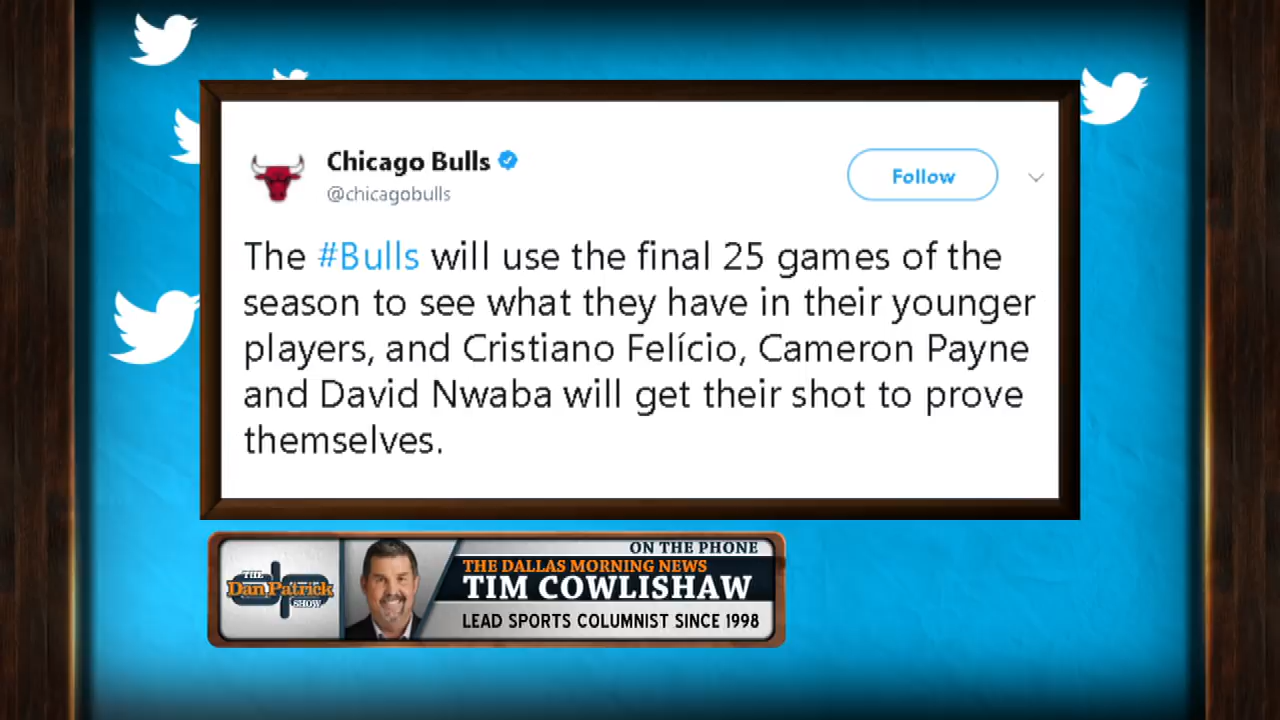 Chicago Bulls
@chicagobulls
Follow
The #Bulls will use the final 25 games of the
season to see what they have in their younger
players, and Cristiano Felício, Cameron Payne
and David Nwaba will get their shot to prove
themselves.
ON THE PHONE
THE DALLAS MORNING NEWS
TIM COWLISHAW
LEAD SPORTS COLUMNIST SINCE 1998
THE
Dan Patrick
SHOW